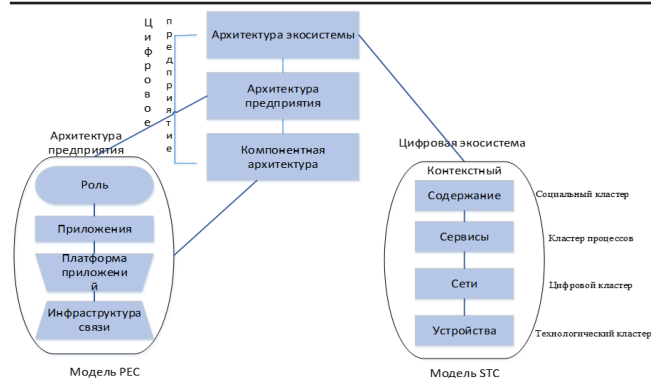 Цифровое
предприятие
Архитектура экосистемы
Архитектура
предприятия
Компонентная
архитектура
Архитектура
предприятия
Роль
Приложения
Платформа
приложени
й
Инфраструктура
связи
Модель PEC
Цифровая экосистема
Контекстный
Содержание
Социальный кластер
Сервисы
Кластер процессов
Сети
Цифровой кластер
Устройства
Технологический кластер
Модель STC